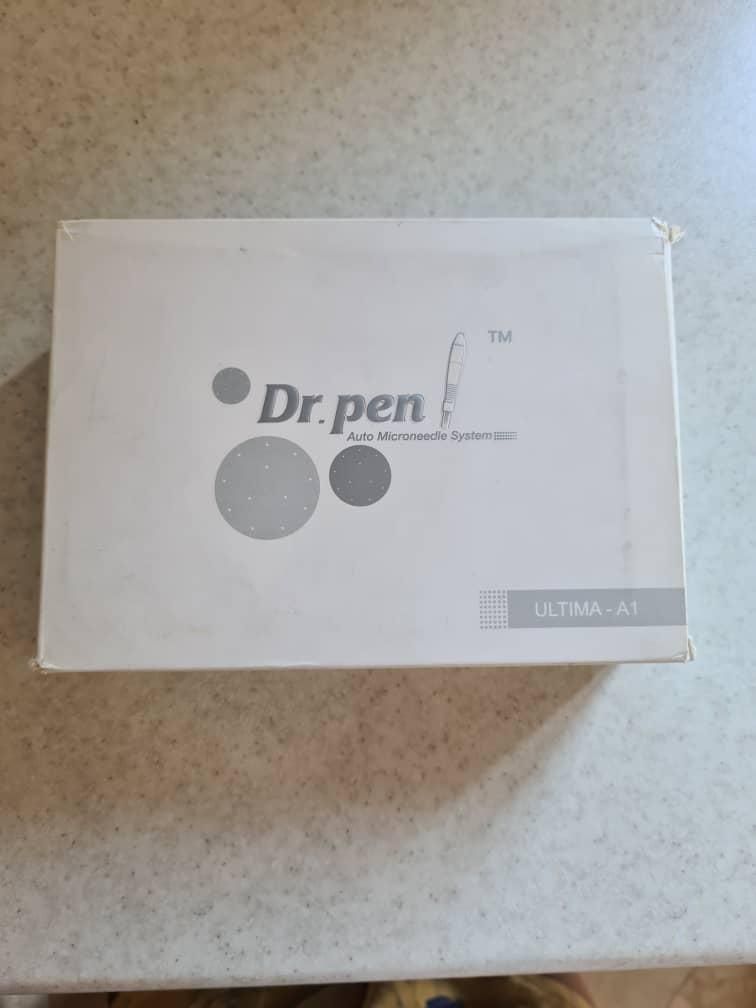 TM
Dr. pen
Auto Microneedle System
ULTIMA - A1